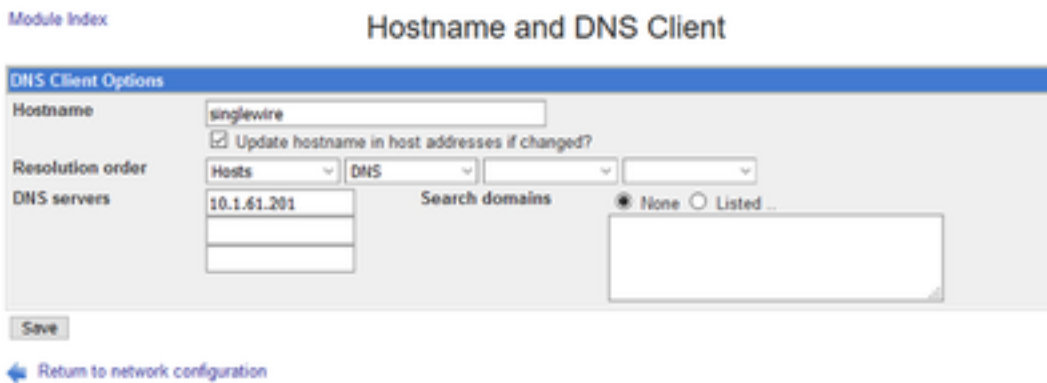 Module Index
Hostname and DNS Client
DNS Client Options
Hostname singlewire
Update hostname in host addresses if changed?
Resolution order Hosts DNS
DNS servers 10.1.61.201 Search domains None Listed ..
Save
Return to network configuration